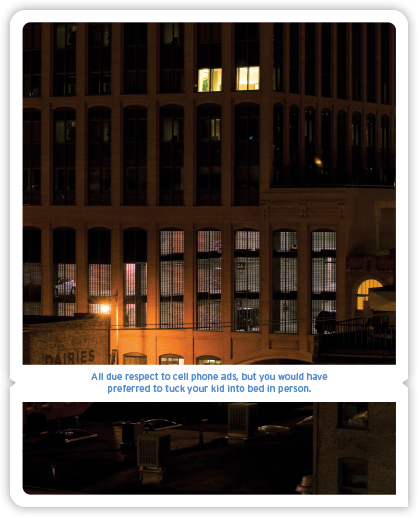 DAIRIES
All due respect to cell phone ads, but you would have
preferred to tuck your kid into bed in person.